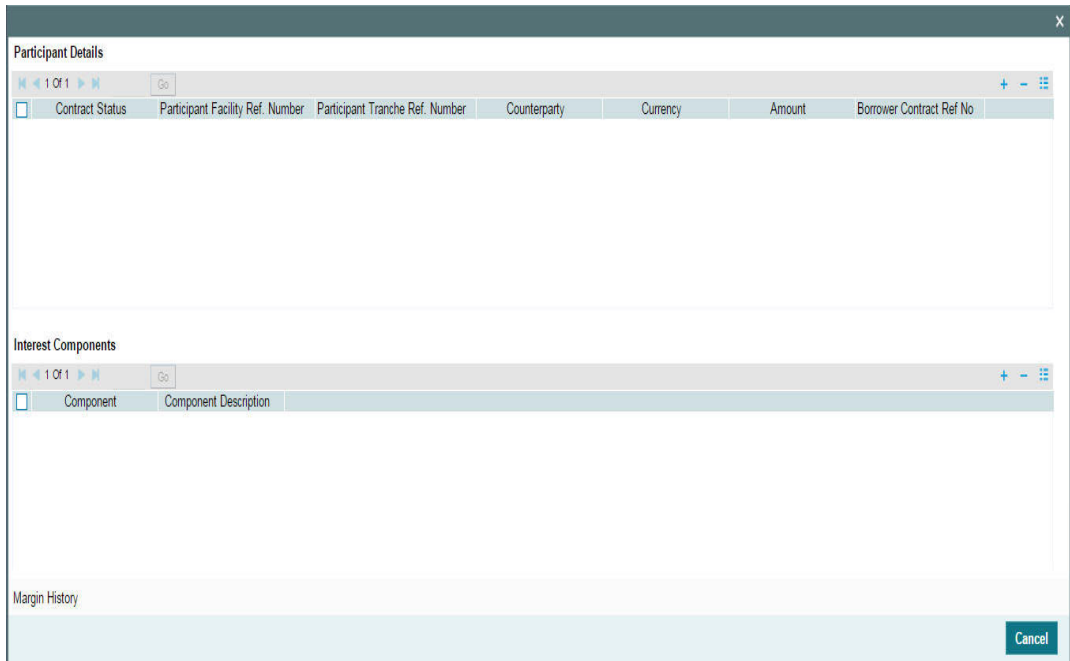 X
Participant Details
1 Of 1 Go + -
Contract Status Participant Facility Ref. Number Participant Tranche Ref. Number Counterparty Currency Amount Borrower Contract Ref No
Interest Components
1 Of 1 Go + -
Component Component Description
Margin History
Cancel